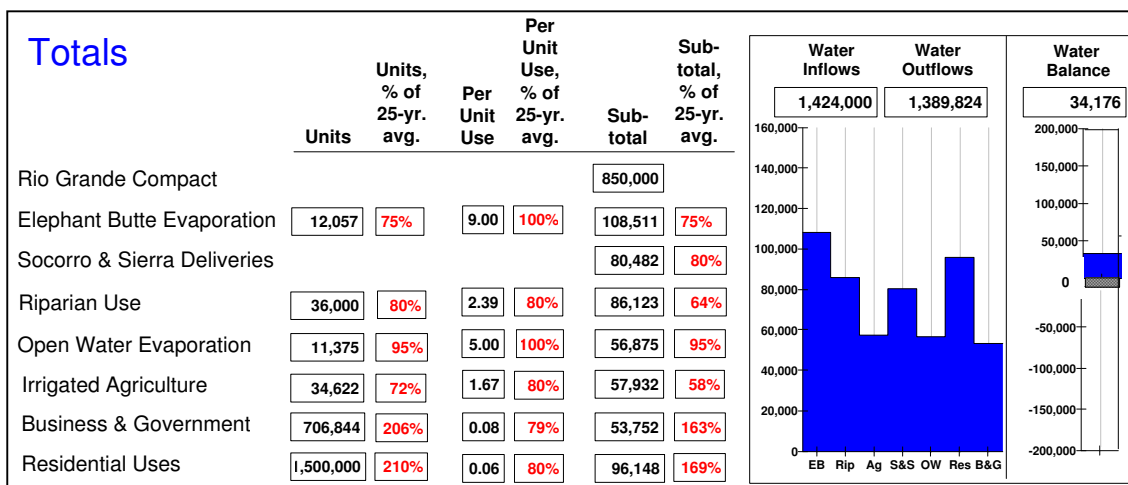 Totals
Units
Units, % of 25-yr. avg.
Per Unit Use
Per Unit Use, % of 25-yr. avg.
Sub-total
Sub-total, % of 25-yr. avg.
Rio Grande Compact 850,000
Elephant Butte Evaporation 12,057 75% 9.00 100% 108,511 75%
Socorro & Sierra Deliveries 80,482 80%
Riparian Use 36,000 80% 2.39 80% 86,123 64%
Open Water Evaporation 11,375 95% 5.00 100% 56,875 95%
Irrigated Agriculture 34,622 72% 1.67 80% 57,932 58%
Business & Government 706,844 206% 0.08 79% 53,752 163%
Residential Uses 1,500,000 210% 0.06 80% 96,148 169%
Water Inflows
1,424,000
Water Outflows
1,389,824
160,000
140,000
120,000
100,000
80,000
60,000
40,000
20,000
0
EB Rip Ag S&S OW Res B&G
Water Balance
34,176
200,000
150,000
100,000
50,000
0
-50,000
-100,000
-150,000
-200,000